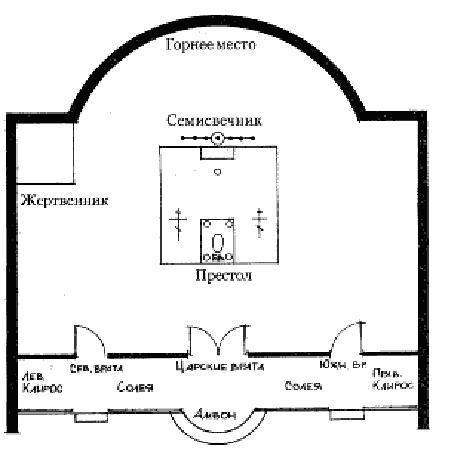 Горнее место
Семисвечник
Жертвенник
Престол
СЕВ. ВРАТА
ЦАРСКИЕ ВРАТА
ЮЖН. ВР
ЛЕВ.
КЛИРОС
СОЛЕЯ
СОЛЕЯ
ПРАВ.
КЛИРОС
АМВОН